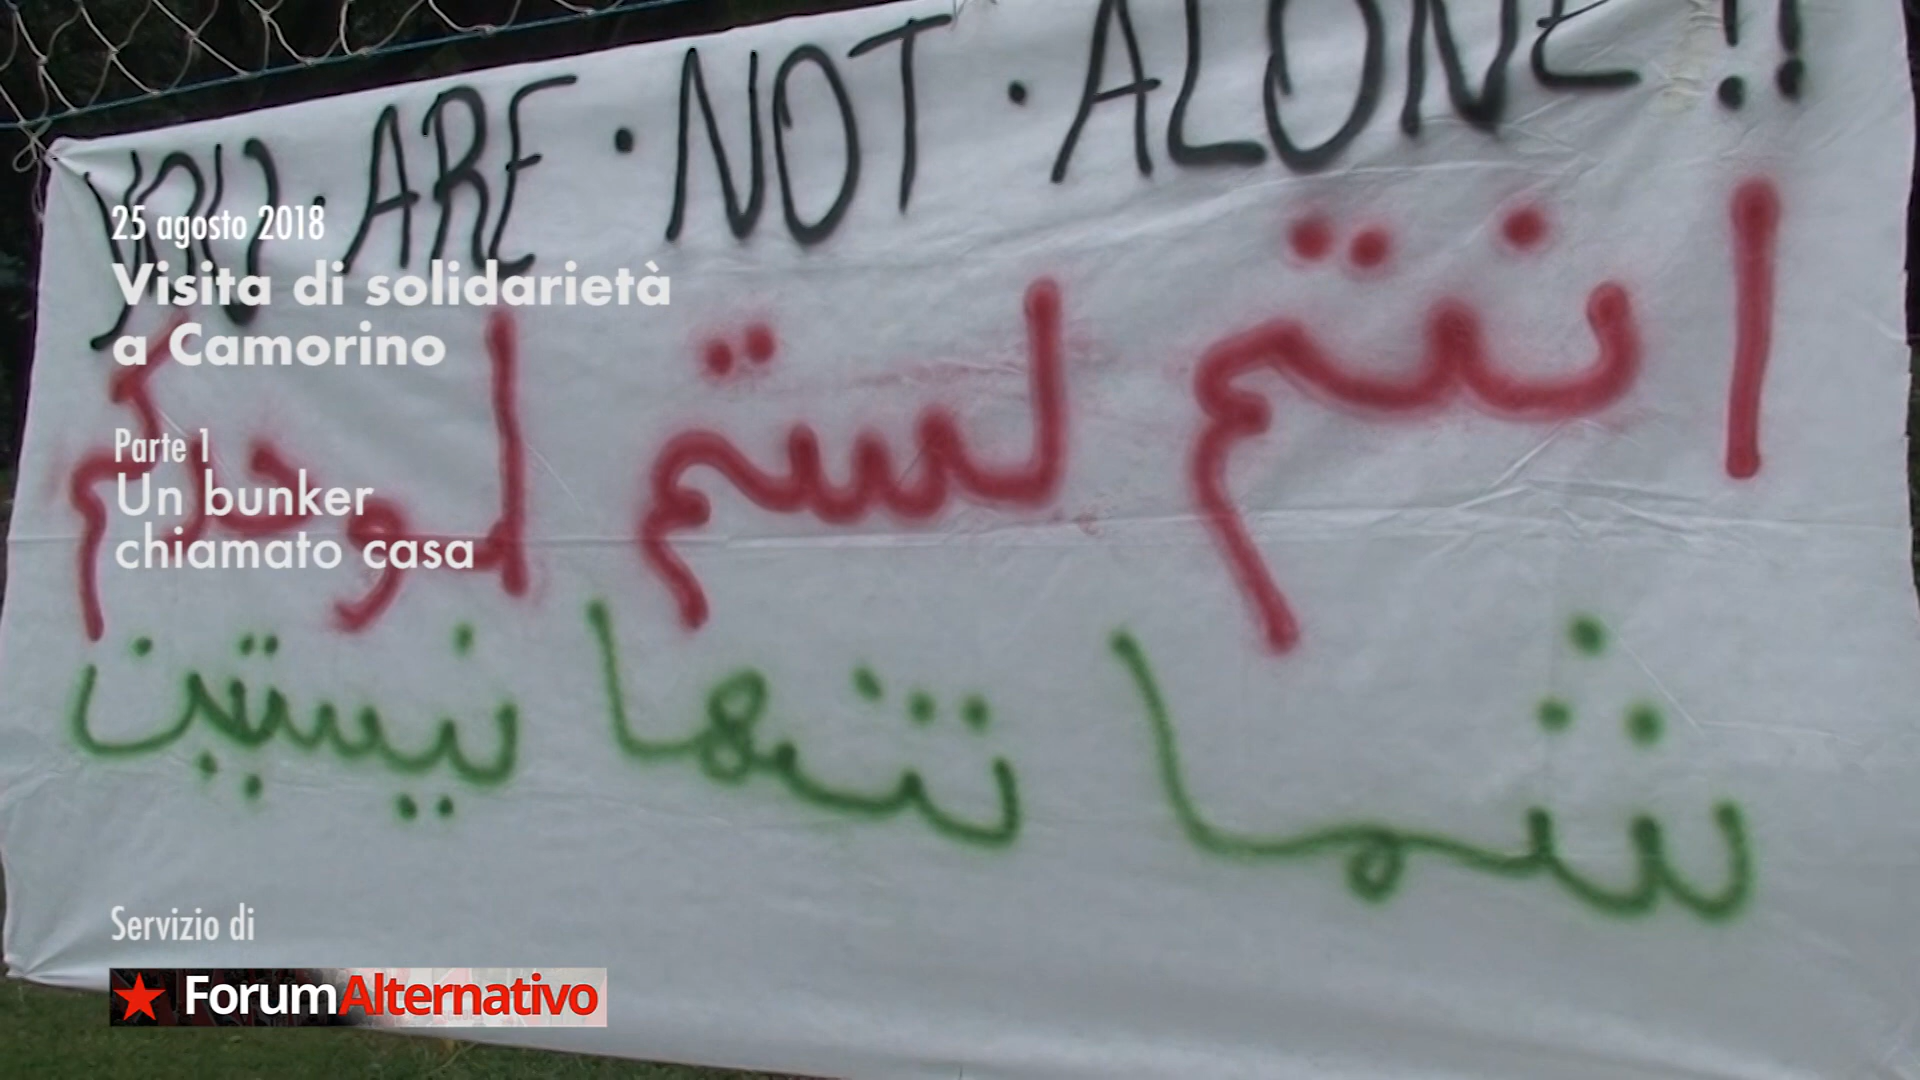 YOU · ARE · NOT · ALONE !!
انتم لستم لوحدكم
شما تنها نیستین
25 agosto 2018
Visita di solidarietà
a Camorino
Parte 1
Un bunker
chiamato casa
Servizio di
ForumAlternativo